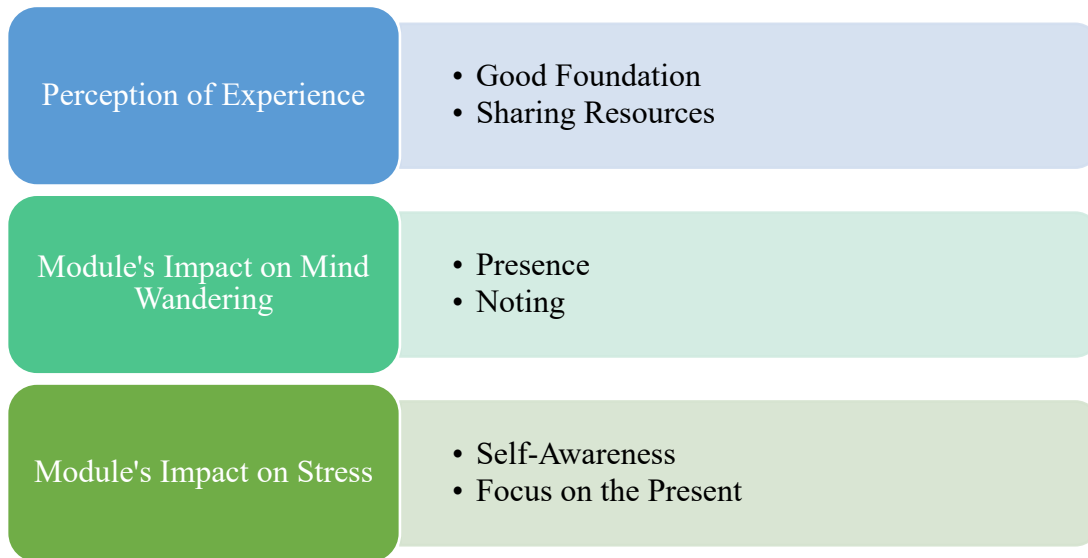 Perception of Experience
• Good Foundation
• Sharing Resources
Module's Impact on Mind
Wandering
• Presence
• Noting
Module's Impact on Stress
• Self-Awareness
• Focus on the Present